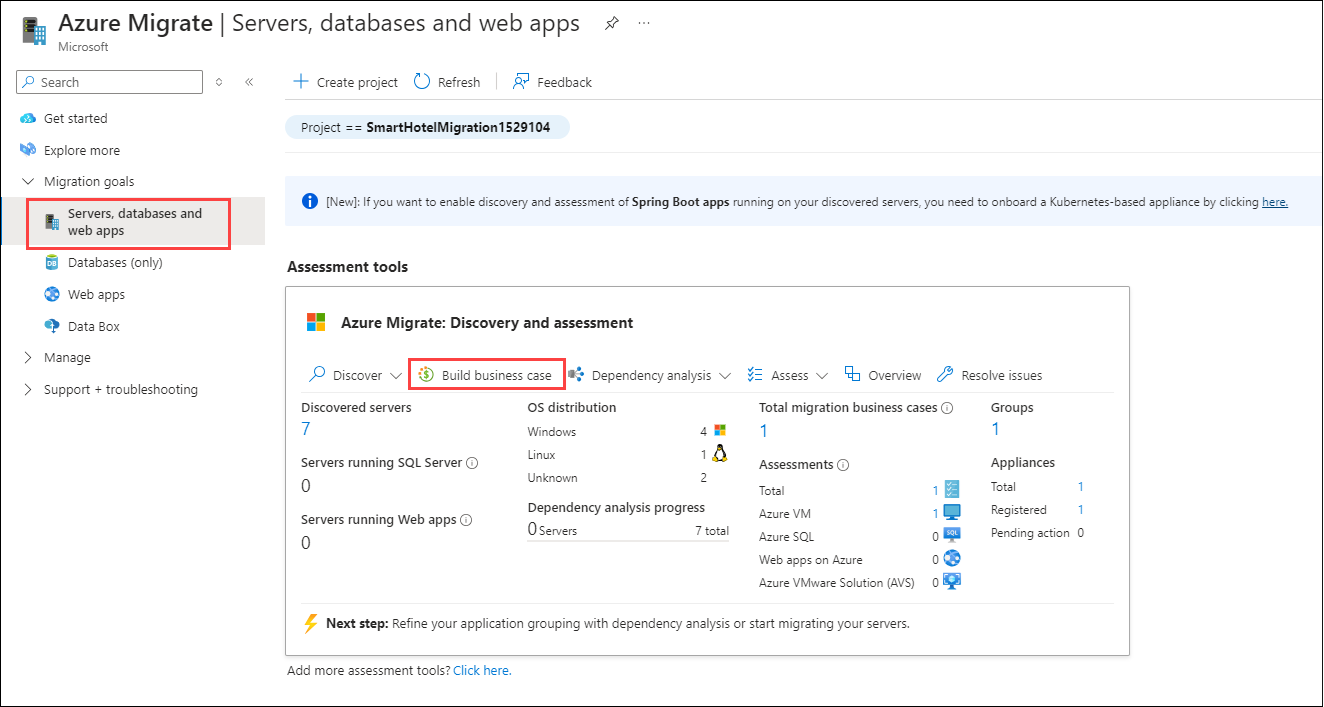 Azure Migrate | Servers, databases and web apps
Microsoft
Search
Get started
Explore more
Migration goals
Servers, databases and
web apps
Databases (only)
Web apps
Data Box
Manage
Support + troubleshooting
Create project
Refresh
Feedback
Project == SmartHotelMigration1529104
[New]: If you want to enable discovery and assessment of Spring Boot apps running on your discovered servers, you need to onboard a Kubernetes-based appliance by clicking here.
Assessment tools
Azure Migrate: Discovery and assessment
Discover
Build business case
Dependency analysis
Assess
Overview
Resolve issues
Discovered servers
7
Servers running SQL Server
0
Servers running Web apps
0
OS distribution
Windows 4
Linux 1
Unknown 2
Dependency analysis progress
0 Servers 7 total
Total migration business cases
1
Assessments
Total 1
Azure VM 1
Azure SQL 0
SQL
Web apps on Azure 0
Azure VMware Solution (AVS) 0
Groups
1
Appliances
Total 1
Registered 1
Pending action 0
Next step: Refine your application grouping with dependency analysis or start migrating your servers.
Add more assessment tools? Click here.